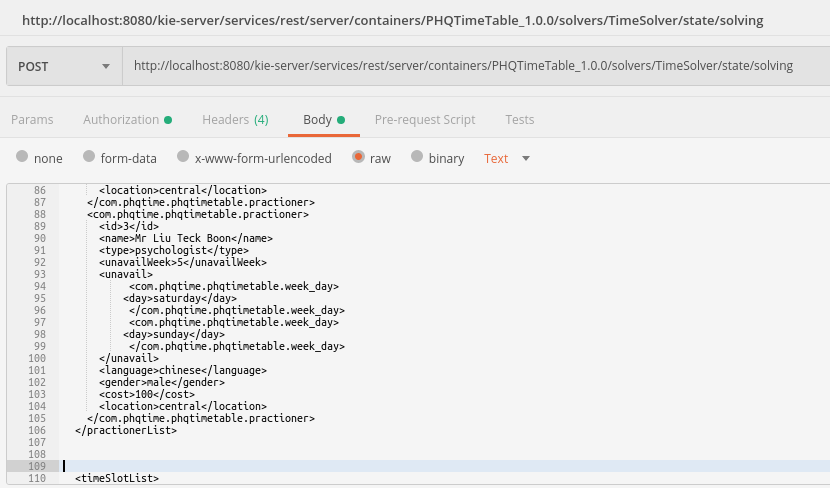 http://localhost:8080/kie-server/services/rest/server/containers/PHQTimeTable_1.0.0/solvers/TimeSolver/state/solving
POST http://localhost:8080/kie-server/services/rest/server/containers/PHQTimeTable_1.0.0/solvers/TimeSolver/state/solving
Params Authorization Headers (4) Body Pre-request Script Tests
none form-data x-www-form-urlencoded raw binary Text
86 <location>central</location>
87 </com.phqtime.phqtimetable.practioner>
88 <com.phqtime.phqtimetable.practioner>
89 <id>3</id>
90 <name>Mr Liu Teck Boon</name>
91 <type>psychologist</type>
92 <unavailWeek>5</unavailWeek>
93 <unavail>
94 <com.phqtime.phqtimetable.week_day>
95 <day>saturday</day>
96 </com.phqtime.phqtimetable.week_day>
97 <com.phqtime.phqtimetable.week_day>
98 <day>sunday</day>
99 </com.phqtime.phqtimetable.week_day>
100 </unavail>
101 <language>chinese</language>
102 <gender>male</gender>
103 <cost>100</cost>
104 <location>central</location>
105 </com.phqtime.phqtimetable.practioner>
106 </practionerList>
107
108
109
110 <timeSlotList>